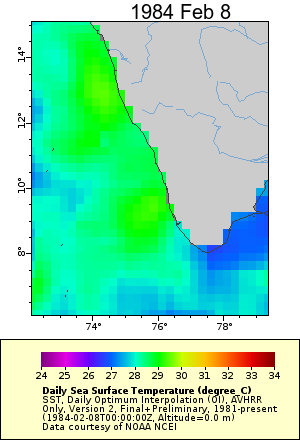 1984 Feb 8
14°
12°
10°
8°
74° 76° 78°
24 25 26 27 28 29 30 31 32 33 34
Daily Sea Surface Temperature (degree_C)
SST, Daily Optimum Interpolation (OI), AVHRR
Only, Version 2, Final+Preliminary, 1981-present
(1984-02-08T00:00:00Z, Altitude=0.0 m)
Data courtesy of NOAA NCEI